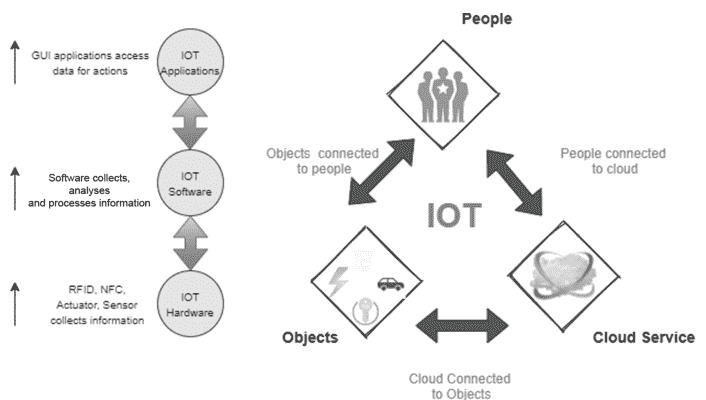 GUI applications access
data for actions
IOT
Applications
Software collects,
analyses
and processes information
IOT
Software
RFID, NFC,
Actuator, Sensor
collects information
IOT
Hardware
People
Objects connected
to people
People connected
to cloud
IOT
Objects
Cloud Service
Cloud Connected
to Objects